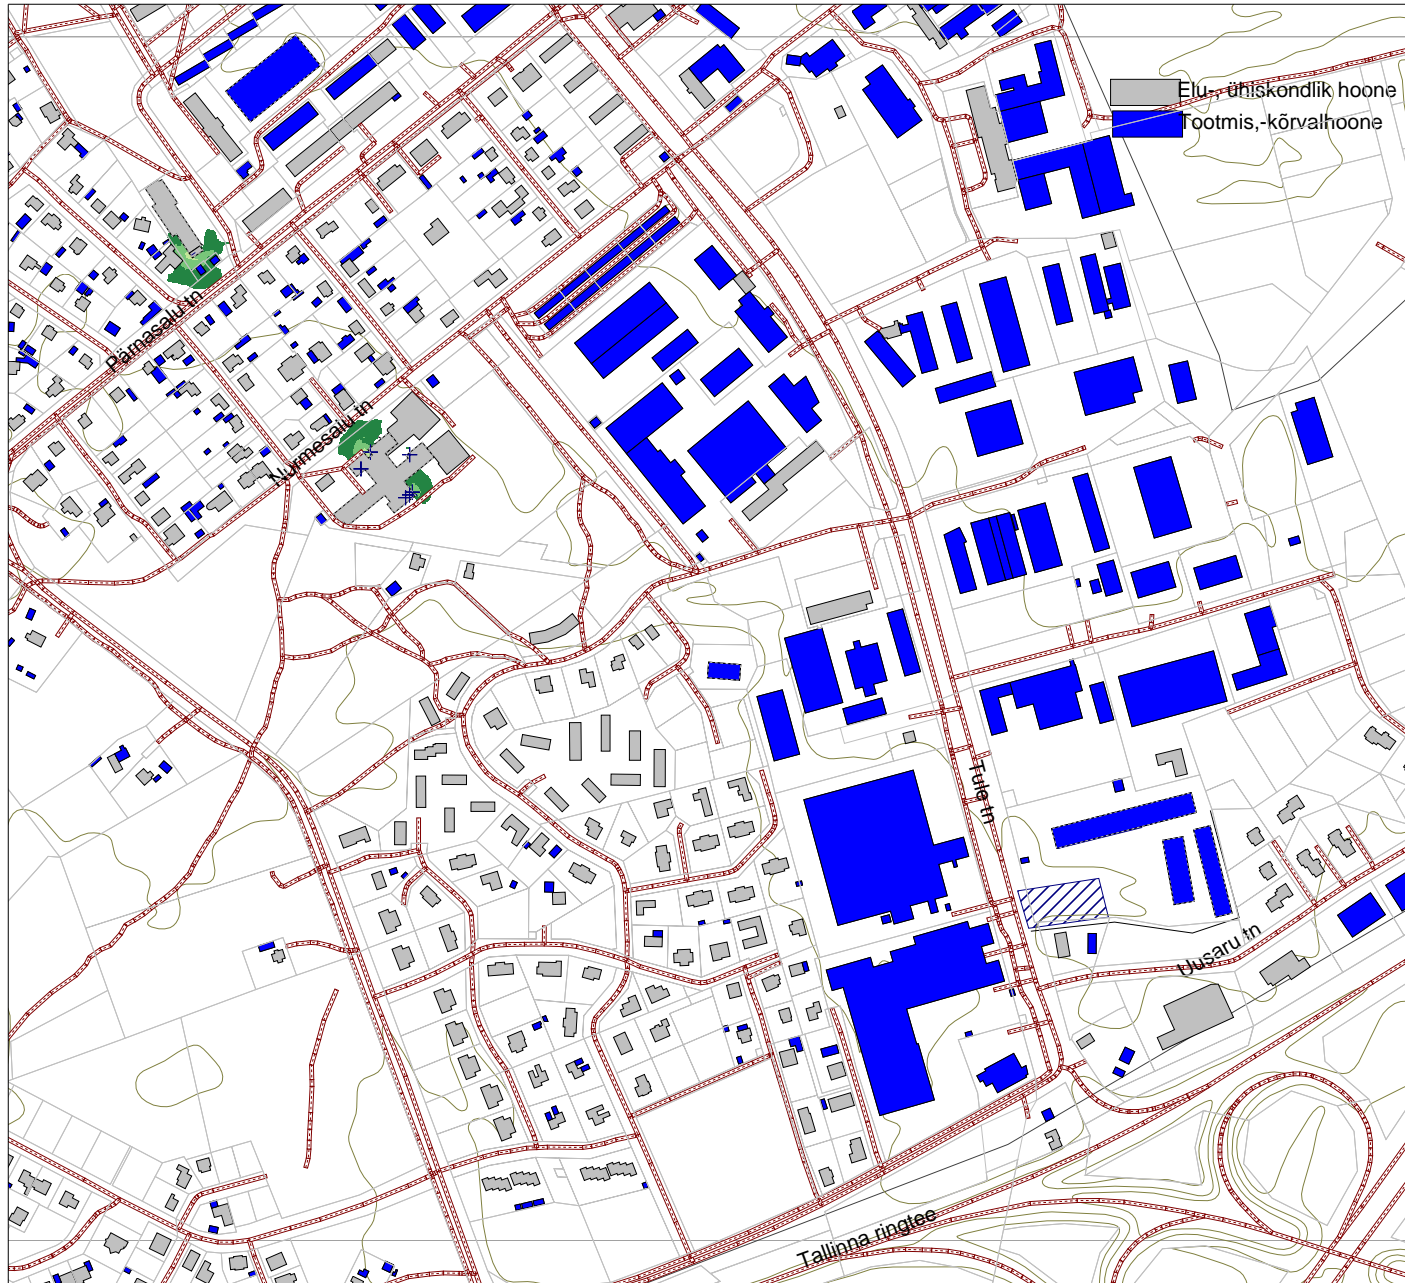 Elu-, ühiskondlik hoone
Tootmis,-kõrvalhoone
Pärnasalu tn
Nurmesalu tn
Tule tn
Uusaru tn
Tallinna ringtee